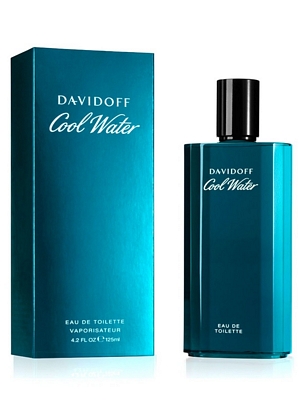 DAVIDOFF
Cool Water
EAU DE TOILETTE
VAPORISATEUR
4.2 FL OZ ℮ 125ml
DAVIDOFF
Cool Water
EAU DE
TOILETTE